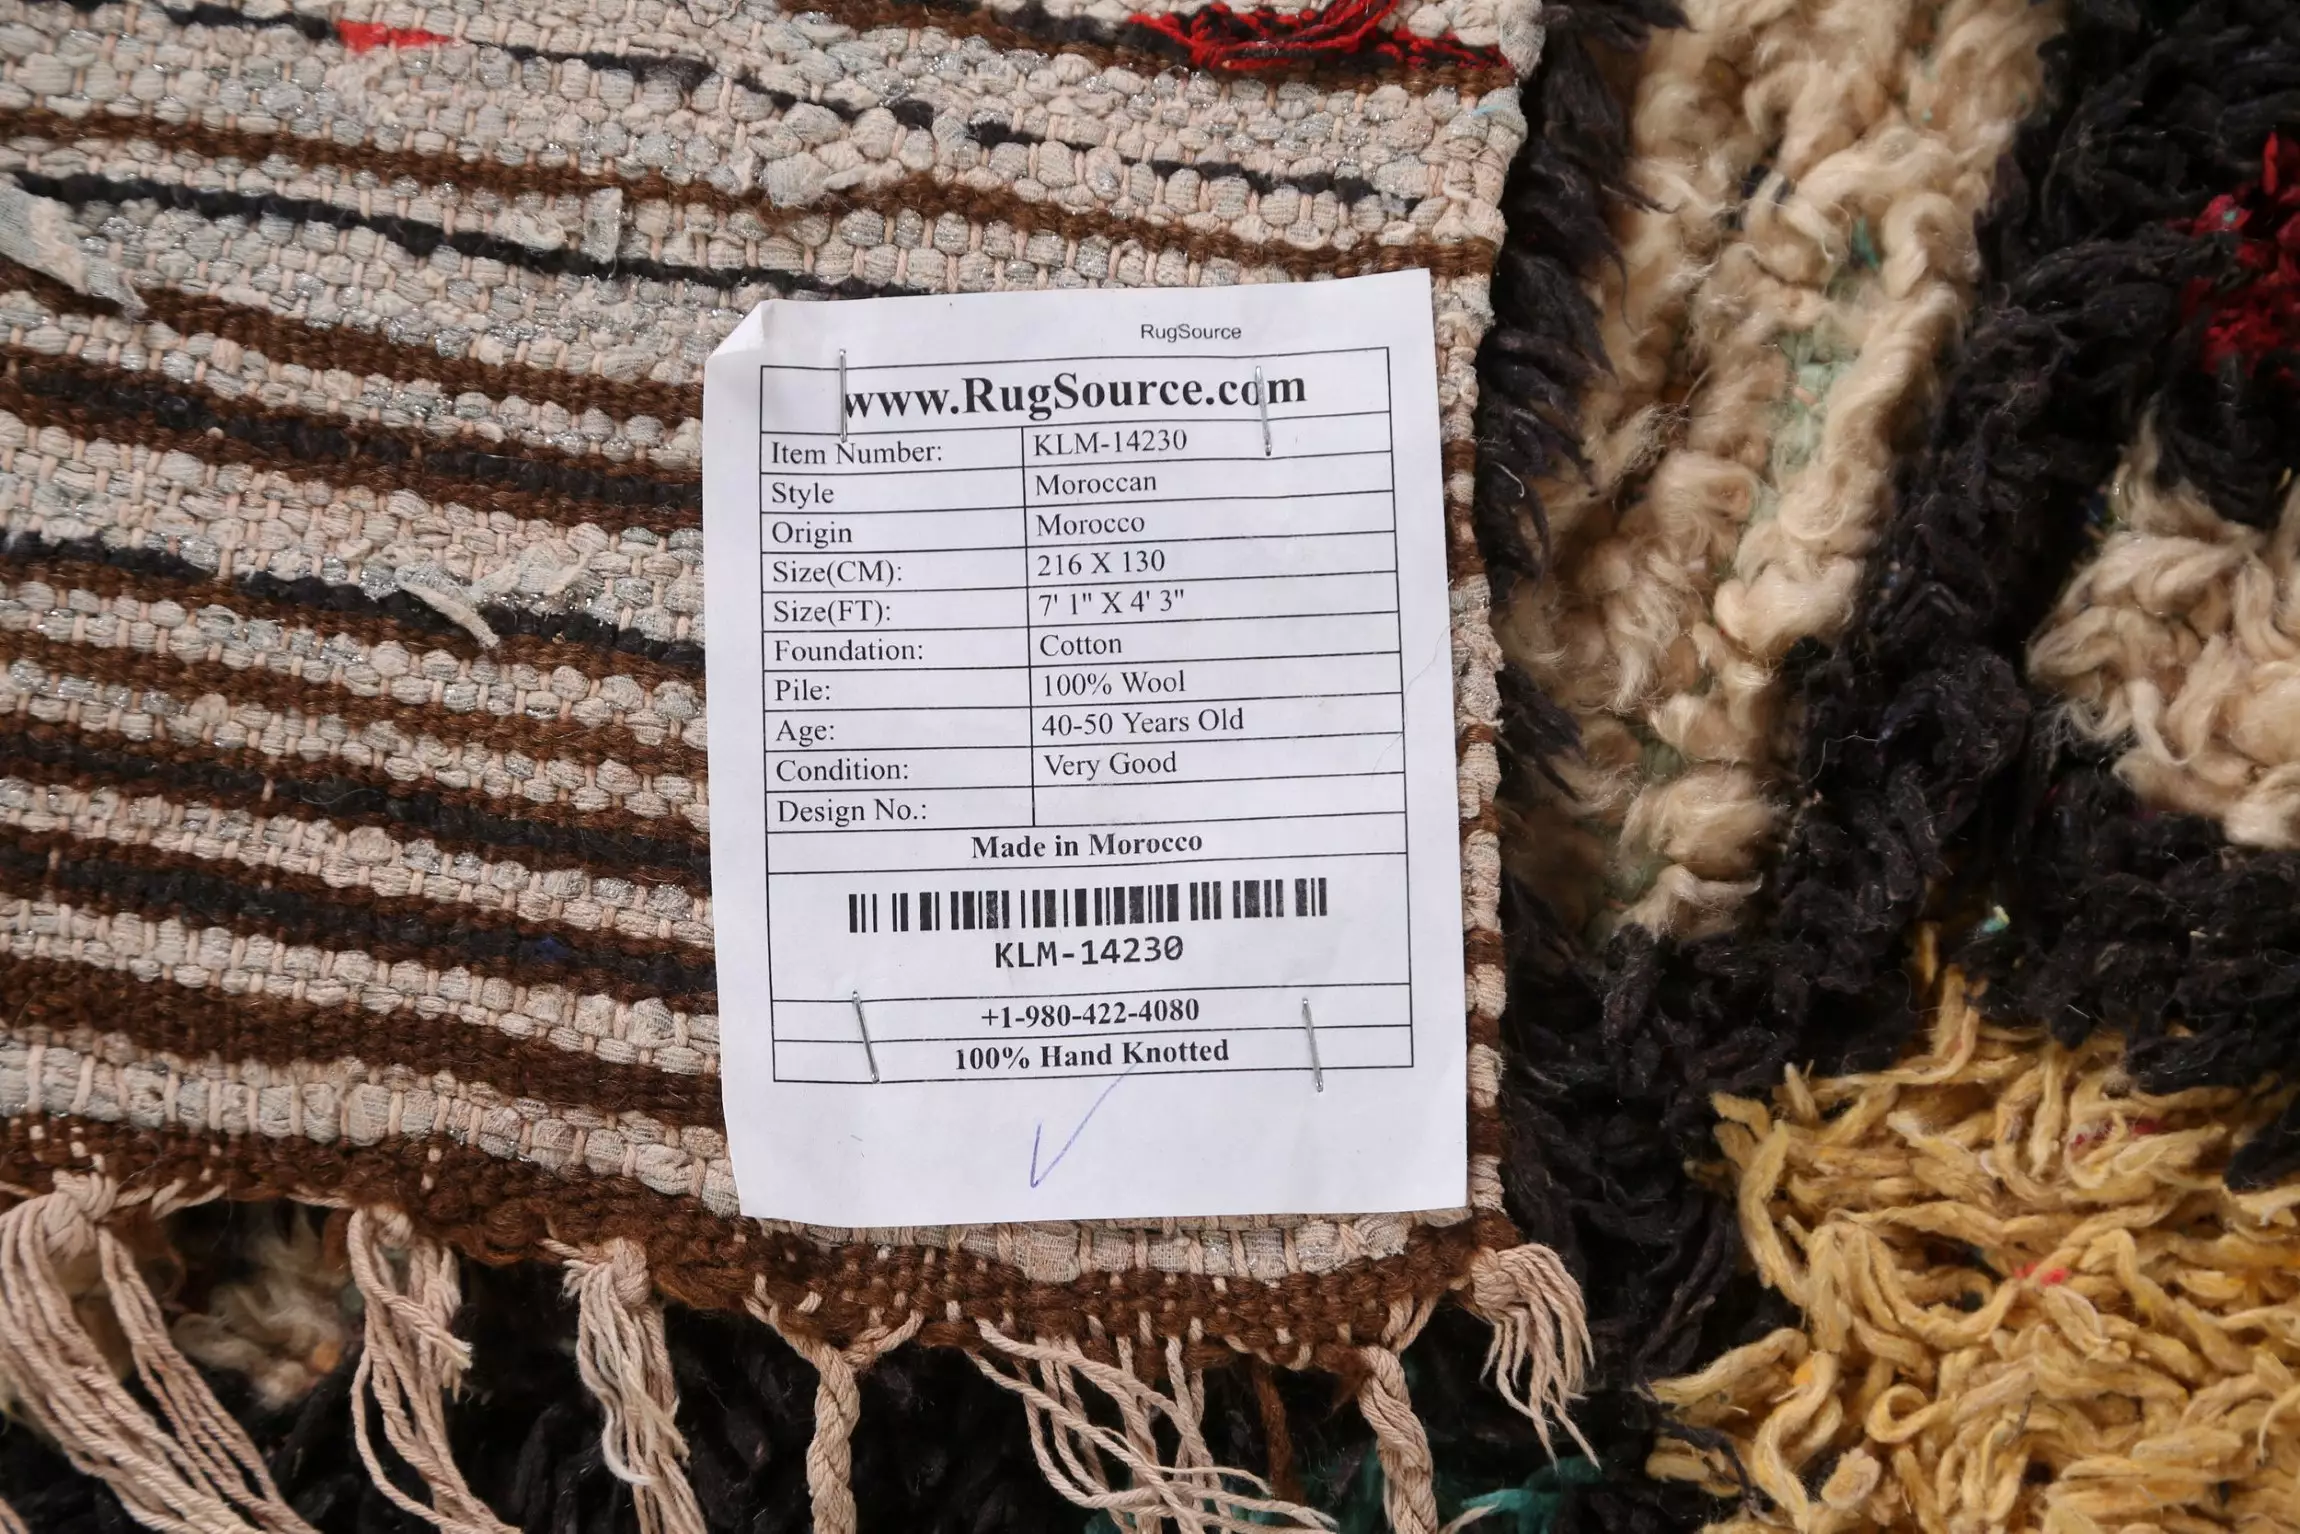 RugSource
www.RugSource.com
Item Number: KLM-14230
Style Moroccan
Origin Morocco
Size(CM): 216 X 130
Size(FT): 7' 1" X 4' 3"
Foundation: Cotton
Pile: 100% Wool
Age: 40-50 Years Old
Condition: Very Good
Design No.:
Made in Morocco
KLM-14230
+1-980-422-4080
100% Hand Knotted